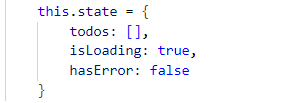 this.state = {
todos: [],
isLoading: true,
hasError: false
}